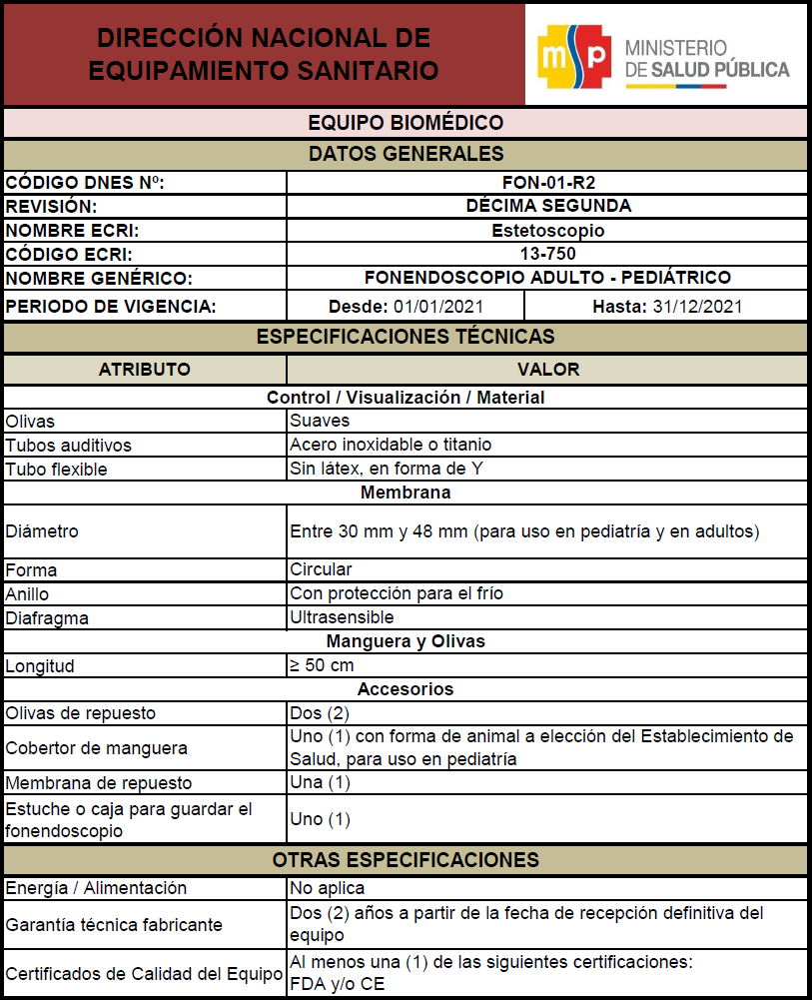 DIRECCIÓN NACIONAL DE
EQUIPAMIENTO SANITARIO
msp
MINISTERIO
DE SALUD PÚBLICA
EQUIPO BIOMÉDICO
DATOS GENERALES
CÓDIGO DNES Nº: FON-01-R2
REVISIÓN: DÉCIMA SEGUNDA
NOMBRE ECRI: Estetoscopio
CÓDIGO ECRI: 13-750
NOMBRE GENÉRICO: FONENDOSCOPIO ADULTO - PEDIÁTRICO
PERIODO DE VIGENCIA: Desde: 01/01/2021 Hasta: 31/12/2021
ESPECIFICACIONES TÉCNICAS
ATRIBUTO VALOR
Control / Visualización / Material
Olivas Suaves
Tubos auditivos Acero inoxidable o titanio
Tubo flexible Sin látex, en forma de Y
Membrana
Diámetro Entre 30 mm y 48 mm (para uso en pediatría y en adultos)
Forma Circular
Anillo Con protección para el frío
Diafragma Ultrasensible
Manguera y Olivas
Longitud ≥ 50 cm
Accesorios
Olivas de repuesto Dos (2)
Cobertor de manguera Uno (1) con forma de animal a elección del Establecimiento de
Salud, para uso en pediatría
Membrana de repuesto Una (1)
Estuche o caja para guardar el
fonendoscopio Uno (1)
OTRAS ESPECIFICACIONES
Energía / Alimentación No aplica
Garantía técnica fabricante Dos (2) años a partir de la fecha de recepción definitiva del
equipo
Certificados de Calidad del Equipo Al menos una (1) de las siguientes certificaciones:
FDA y/o CE